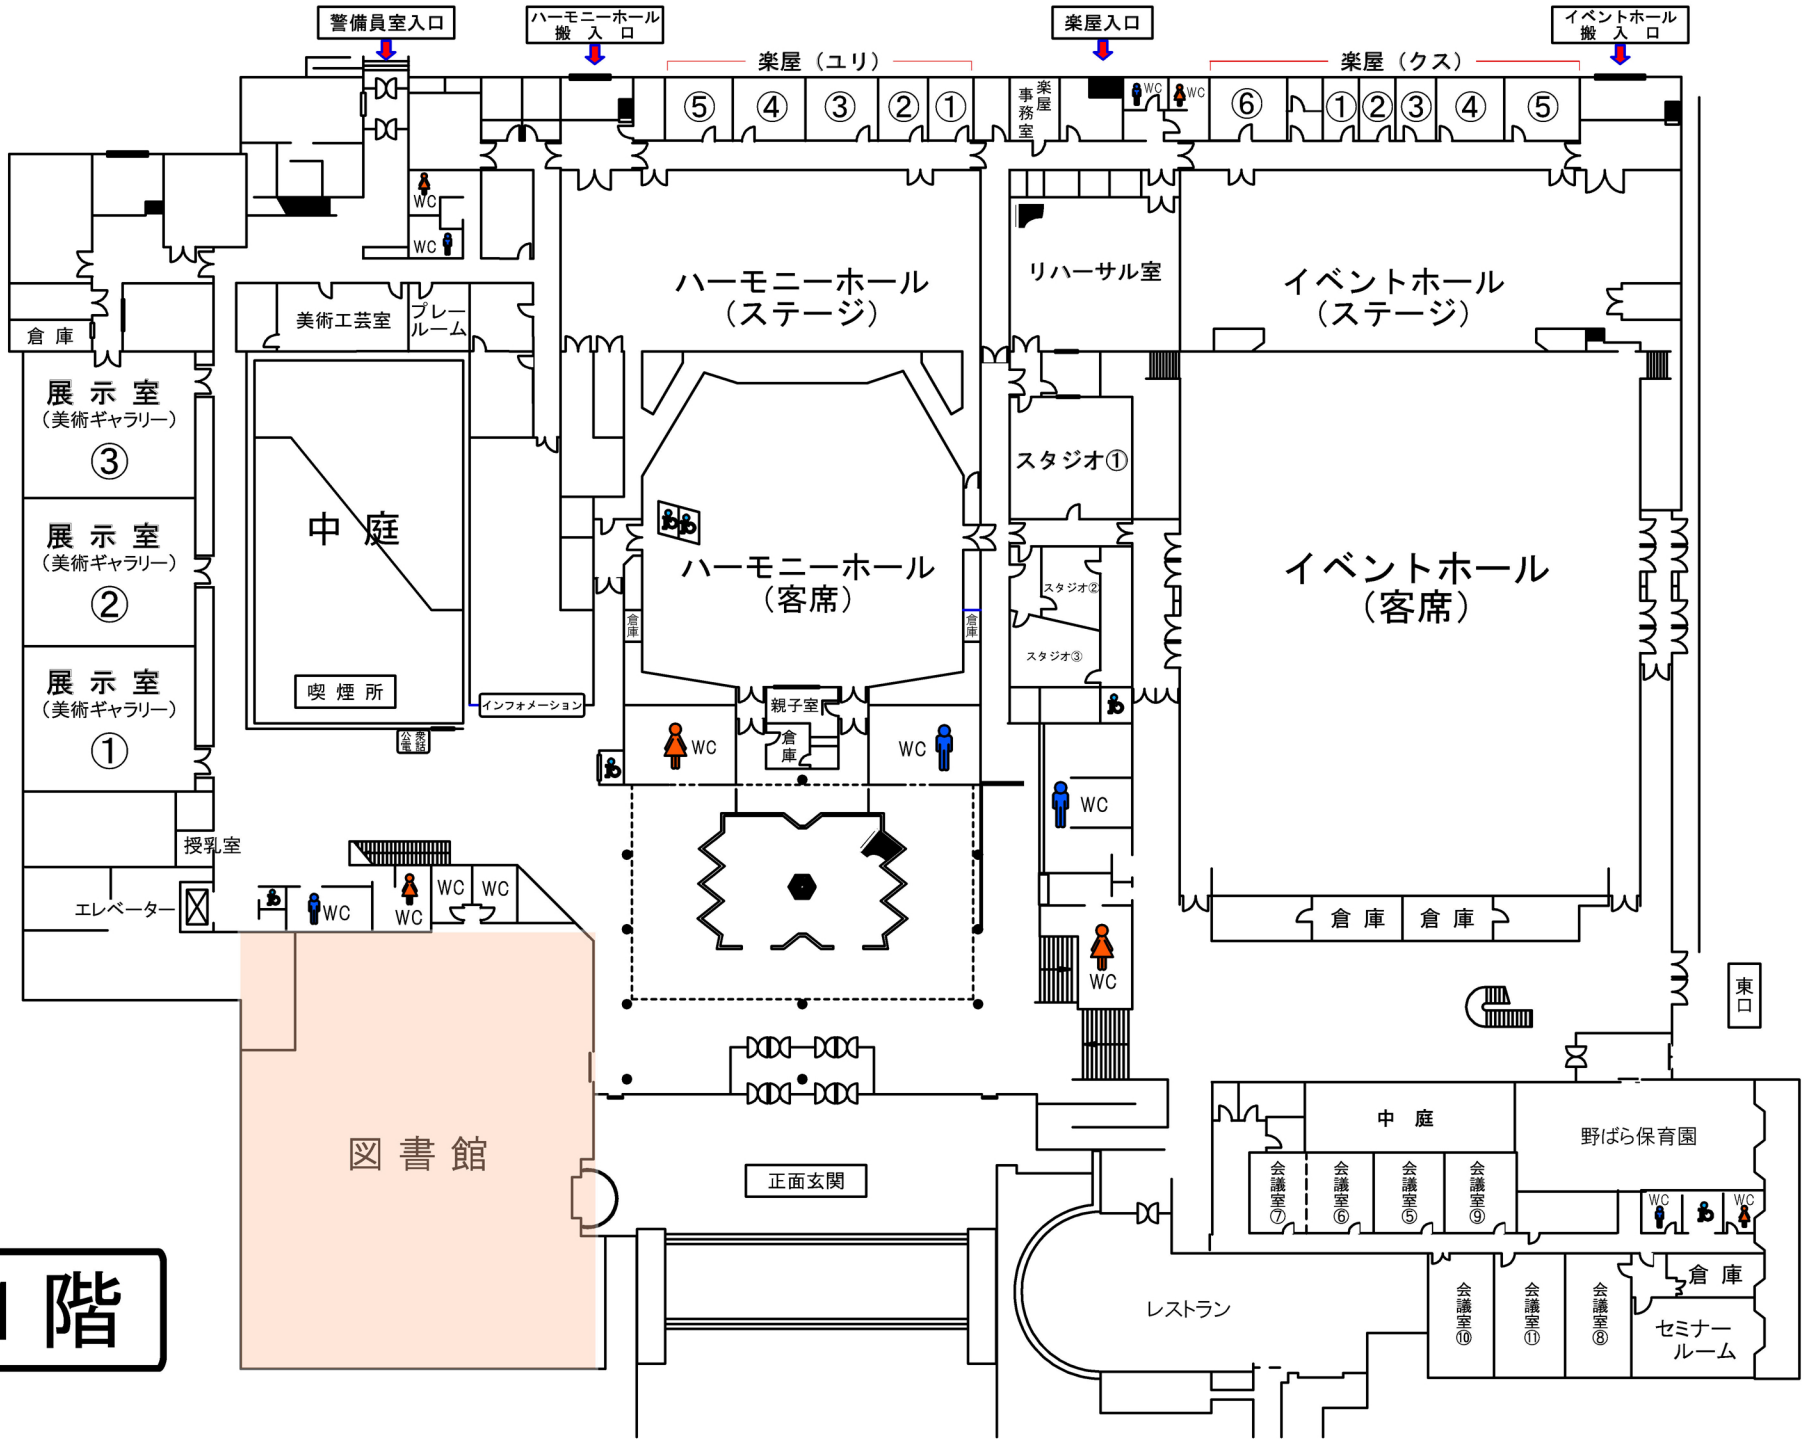 警備員室入口
ハーモニーホール
搬入口
楽屋入口
イベントホール
搬入口
楽屋（ユリ）
楽屋（クス）
⑤
④
③
②
①
楽屋
事務室
WC
WC
⑥
①
②
③
④
⑤
WC
WC
ハーモニーホール
（ステージ）
リハーサル室
イベントホール
（ステージ）
倉庫
美術工芸室
プレー
ルーム
展示室
（美術ギャラリー）
③
展示室
（美術ギャラリー）
②
展示室
（美術ギャラリー）
①
中庭
喫煙所
インフォメーション
公衆
電話
ハーモニーホール
（客席）
倉庫
倉庫
スタジオ①
スタジオ②
スタジオ③
イベントホール
（客席）
親子室
倉庫
WC
WC
WC
WC
授乳室
エレベーター
WC
WC
WC
WC
倉庫
倉庫
東口
図書館
正面玄関
中庭
野ばら保育園
会議室⑦
会議室⑥
会議室⑤
会議室⑨
WC
WC
レストラン
会議室⑩
会議室⑪
会議室⑧
倉庫
セミナー
ルーム
階